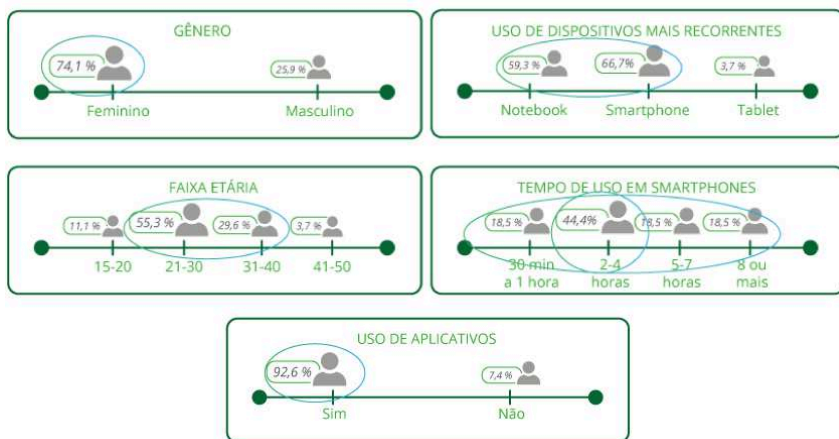 GÊNERO
74,1 %
25,9 %
Feminino
Masculino
USO DE DISPOSITIVOS MAIS RECORRENTES
59,3 %
66,7%
3,7 %
Notebook
Smartphone
Tablet
FAIXA ETÁRIA
11,1 %
55,3 %
29,6 %
3,7 %
15-20
21-30
31-40
41-50
TEMPO DE USO EM SMARTPHONES
18,5 %
44,4%
18,5 %
18,5 %
30 min
a 1 hora
2-4
horas
5-7
horas
8 ou
mais
USO DE APLICATIVOS
92,6 %
7,4 %
Sim
Não